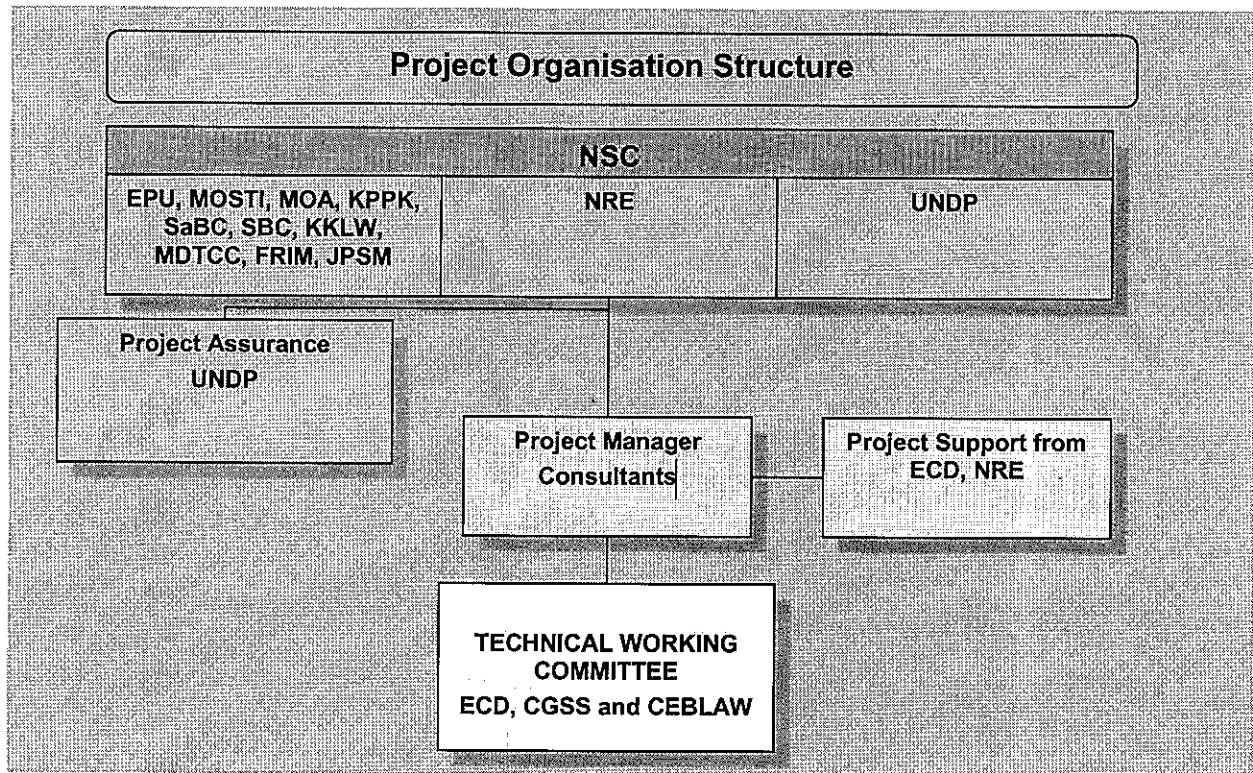 Project Organisation Structure
NSC
EPU, MOSTI, MOA, KPPK,
SaBC, SBC, KKLW,
MDTCC, FRIM, JPSM
NRE
UNDP
Project Assurance
UNDP
Project Manager
Consultants
Project Support from
ECD, NRE
TECHNICAL WORKING
COMMITTEE
ECD, CGSS and CEBLAW